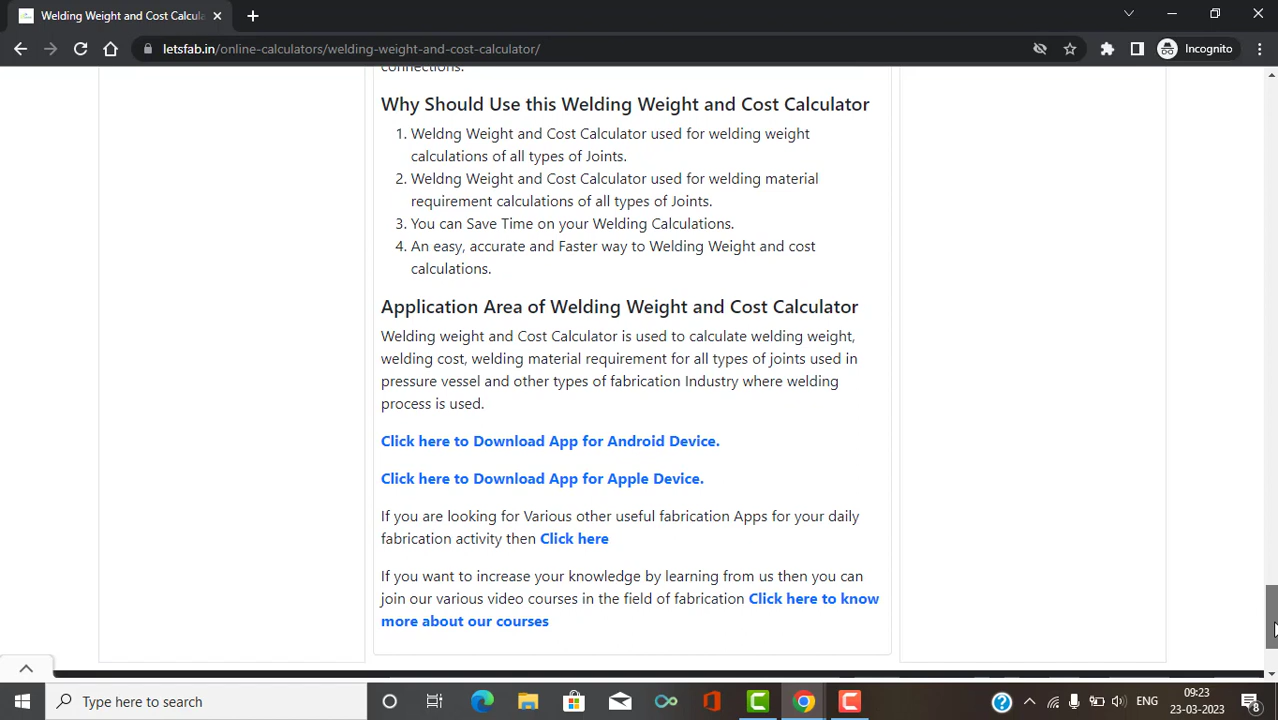 Welding Weight and Cost Calcula
letsfab.in/online-calculators/welding-weight-and-cost-calculator/
Incognito
connections.
Why Should Use this Welding Weight and Cost Calculator
1. Weldng Weight and Cost Calculator used for welding weight
calculations of all types of Joints.
2. Weldng Weight and Cost Calculator used for welding material
requirement calculations of all types of Joints.
3. You can Save Time on your Welding Calculations.
4. An easy, accurate and Faster way to Welding Weight and cost
calculations.
Application Area of Welding Weight and Cost Calculator
Welding weight and Cost Calculator is used to calculate welding weight,
welding cost, welding material requirement for all types of joints used in
pressure vessel and other types of fabrication Industry where welding
process is used.
Click here to Download App for Android Device.
Click here to Download App for Apple Device.
If you are looking for Various other useful fabrication Apps for your daily
fabrication activity then Click here
If you want to increase your knowledge by learning from us then you can
join our various video courses in the field of fabrication Click here to know
more about our courses
Type here to search
ENG
09:23
23-03-2023
8